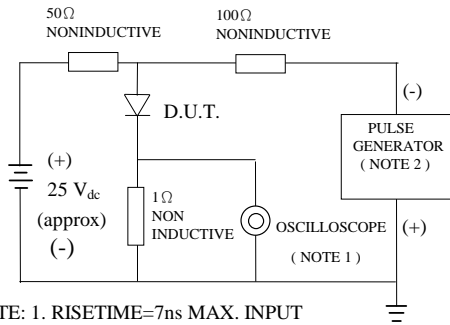 50Ω
NONINDUCTIVE
100Ω
NONINDUCTIVE
(-)
D.U.T.
PULSE
GENERATOR
( NOTE 2 )
(+)
25 Vdc
(approx)
(-)
1Ω
NON
INDUCTIVE
OSCILLOSCOPE
( NOTE 1 )
(+)
TE: 1. RISETIME=7ns MAX. INPUT